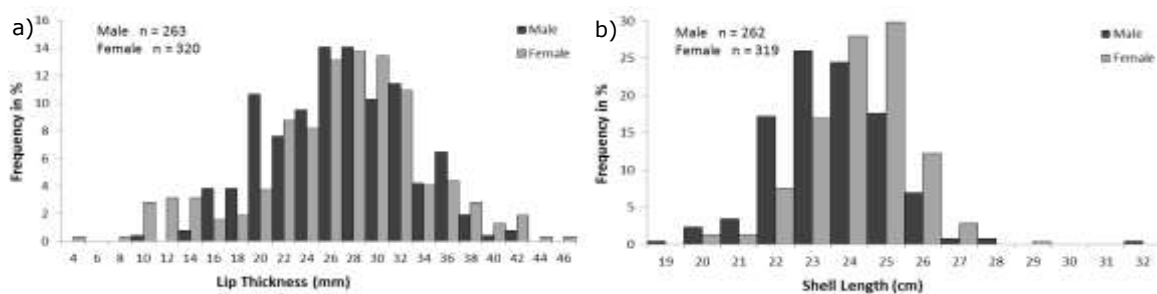 a)
Male n = 263
Female n = 320
Male
Female
Frequency in %
16
14
12
10
8
6
4
2
0
4 6 8 10 12 14 16 18 20 22 24 26 28 30 32 34 36 38 40 42 44 46
Lip Thickness (mm)
b)
Male n = 262
Female n = 319
Male
Female
Frequency in %
30
25
20
15
10
5
0
19 20 21 22 23 24 25 26 27 28 29 30 31 32
Shell Length (cm)